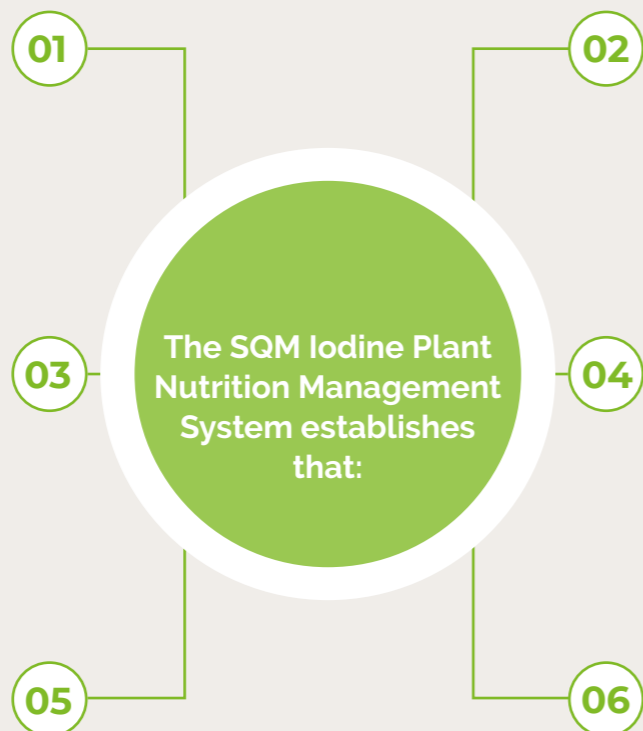 01
02
The SQM Iodine Plant
03
Nutrition Management
04
System establishes
that:
05
06